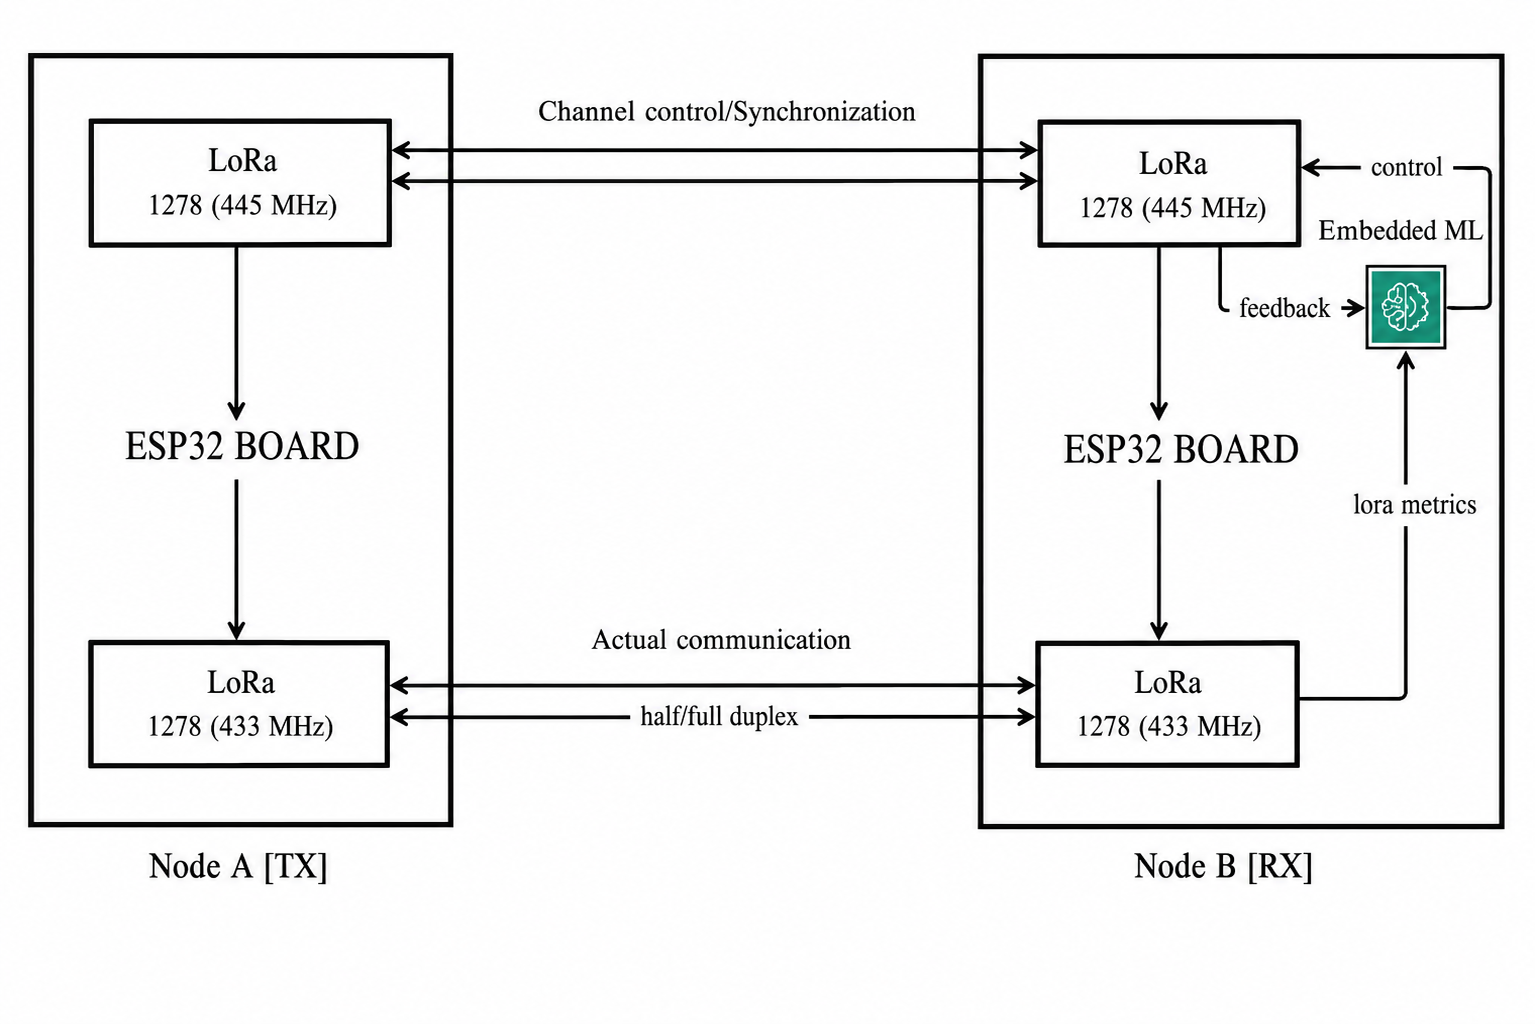 Channel control/Synchronization
LoRa
1278 (445 MHz)
LoRa
1278 (445 MHz)
control
Embedded ML
feedback
ESP32 BOARD
ESP32 BOARD
lora metrics
Actual communication
LoRa
1278 (433 MHz)
half/full duplex
LoRa
1278 (433 MHz)
Node A [TX]
Node B [RX]